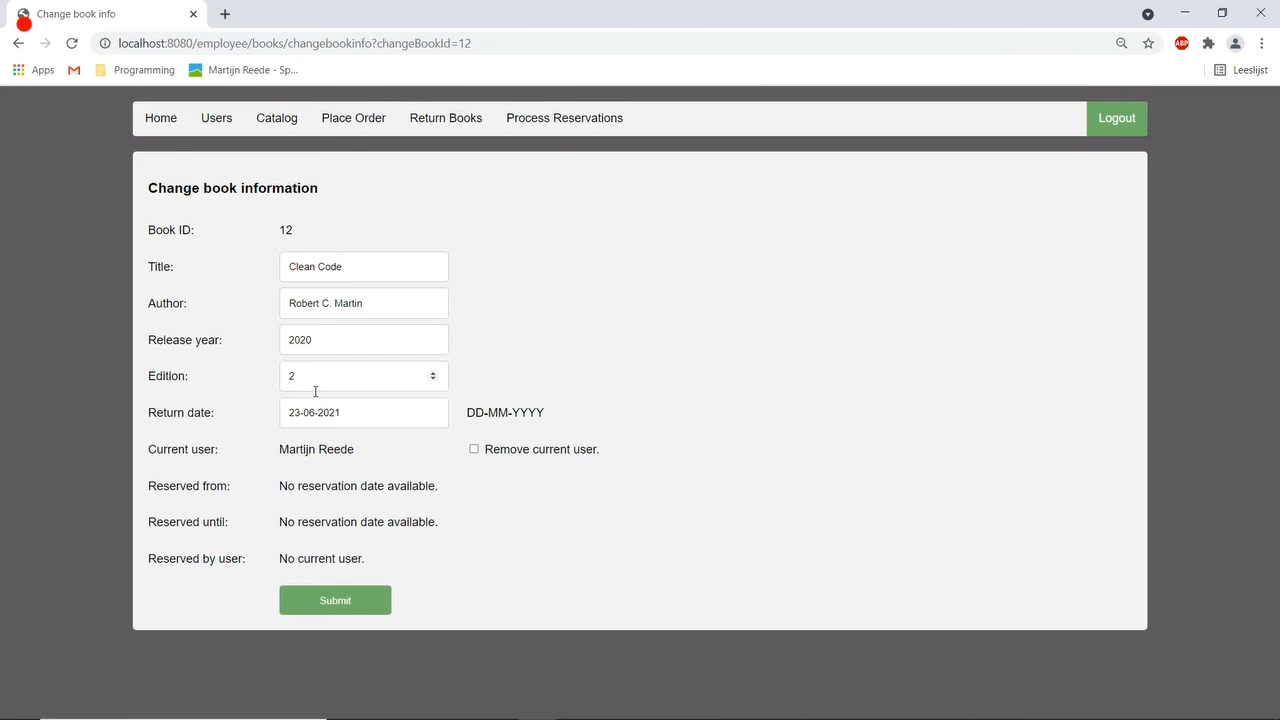 Change book info
localhost:8080/employee/books/changebookinfo?changeBookId=12
ABP
Apps Programming Martijn Reede - Sp... Leeslijst
Home Users Catalog Place Order Return Books Process Reservations Logout
Change book information
Book ID: 12
Title: Clean Code
Author: Robert C. Martin
Release year: 2020
Edition: 2
Return date: 23-06-2021 DD-MM-YYYY
Current user: Martijn Reede Remove current user.
Reserved from: No reservation date available.
Reserved until: No reservation date available.
Reserved by user: No current user.
Submit